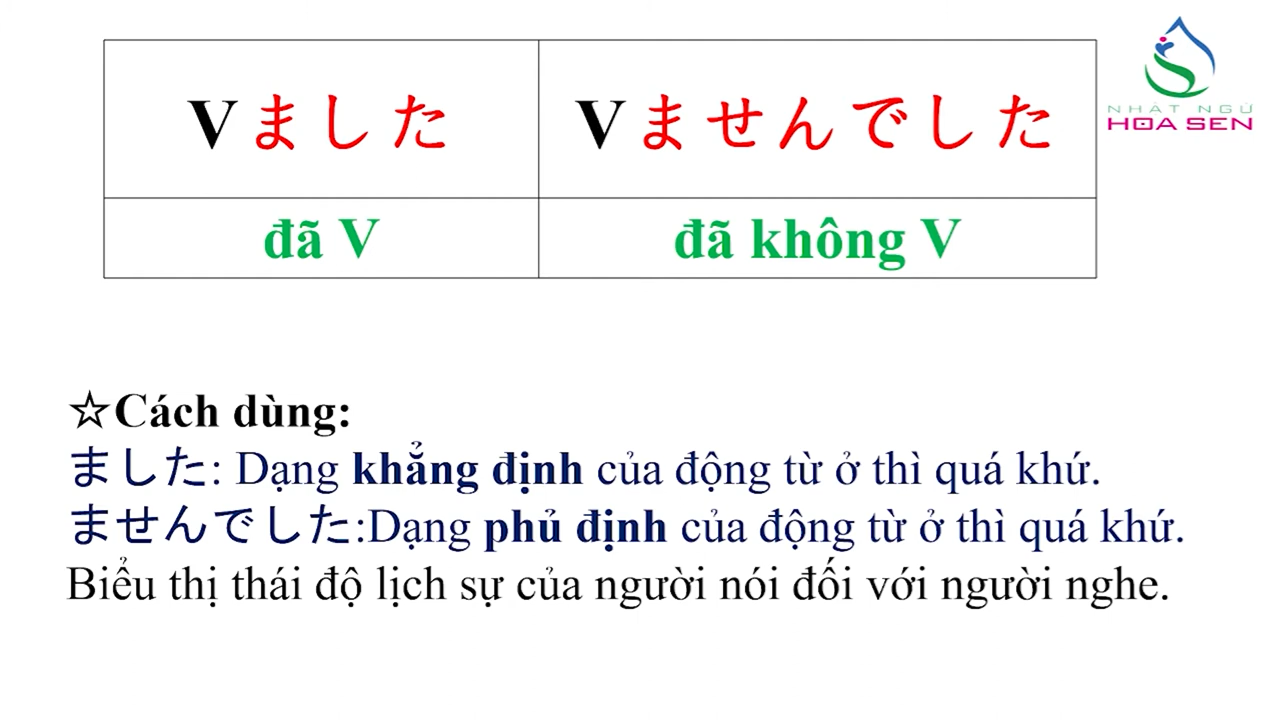 Vました
Vませんでした
NHẬT NGỮ
HOA SEN
đã V
đã không V
☆Cách dùng:
ました: Dạng khẳng định của động từ ở thì quá khứ.
ませんでした:Dạng phủ định của động từ ở thì quá khứ.
Biểu thị thái độ lịch sự của người nói đối với người nghe.